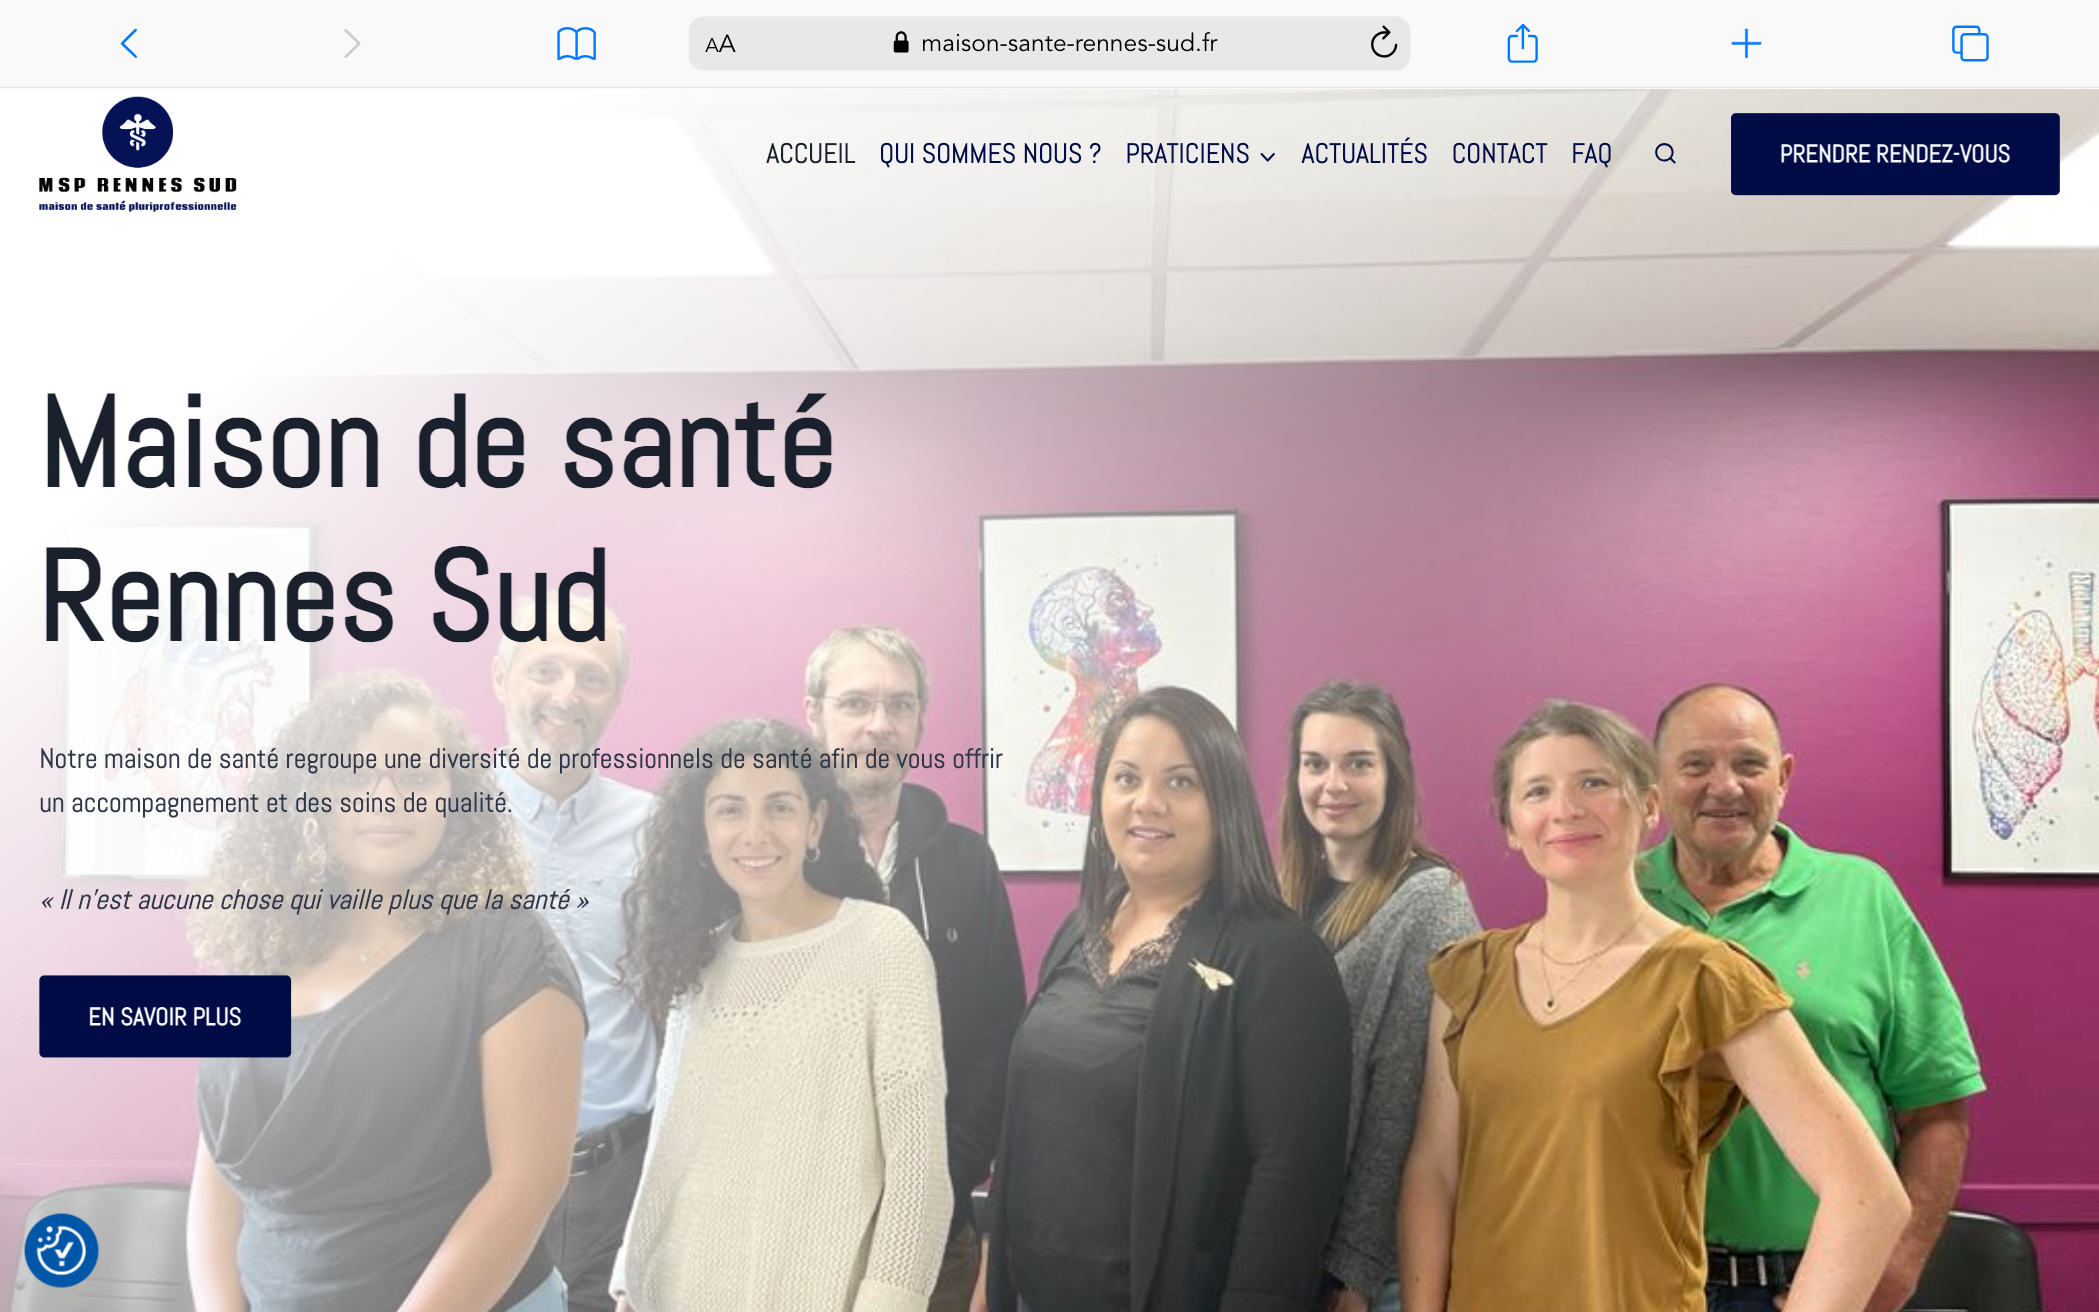 AA
maison-sante-rennes-sud.fr
MSP RENNES SUD
maison de santé pluriprofessionnelle
ACCUEIL QUI SOMMES NOUS ? PRATICIENS ACTUALITÉS CONTACT FAQ
PRENDRE RENDEZ-VOUS
Maison de santé
Rennes Sud
Notre maison de santé regroupe une diversité de professionnels de santé afin de vous offrir
un accompagnement et des soins de qualité.
« Il n’est aucune chose qui vaille plus que la santé »
EN SAVOIR PLUS